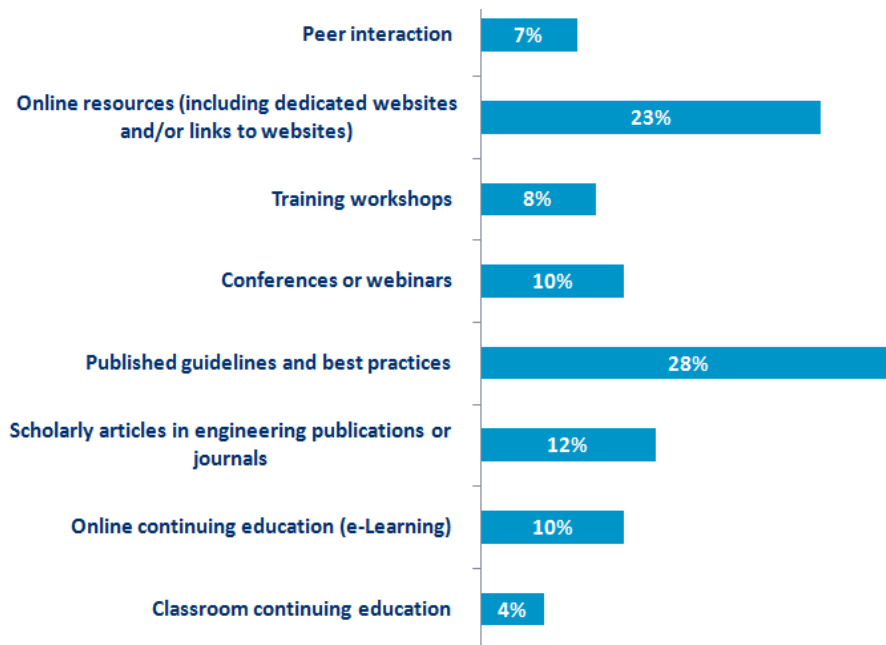 Peer interaction
7%
Online resources (including dedicated websites
and/or links to websites)
23%
Training workshops
8%
Conferences or webinars
10%
Published guidelines and best practices
28%
Scholarly articles in engineering publications or
journals
12%
Online continuing education (e-Learning)
10%
Classroom continuing education
4%